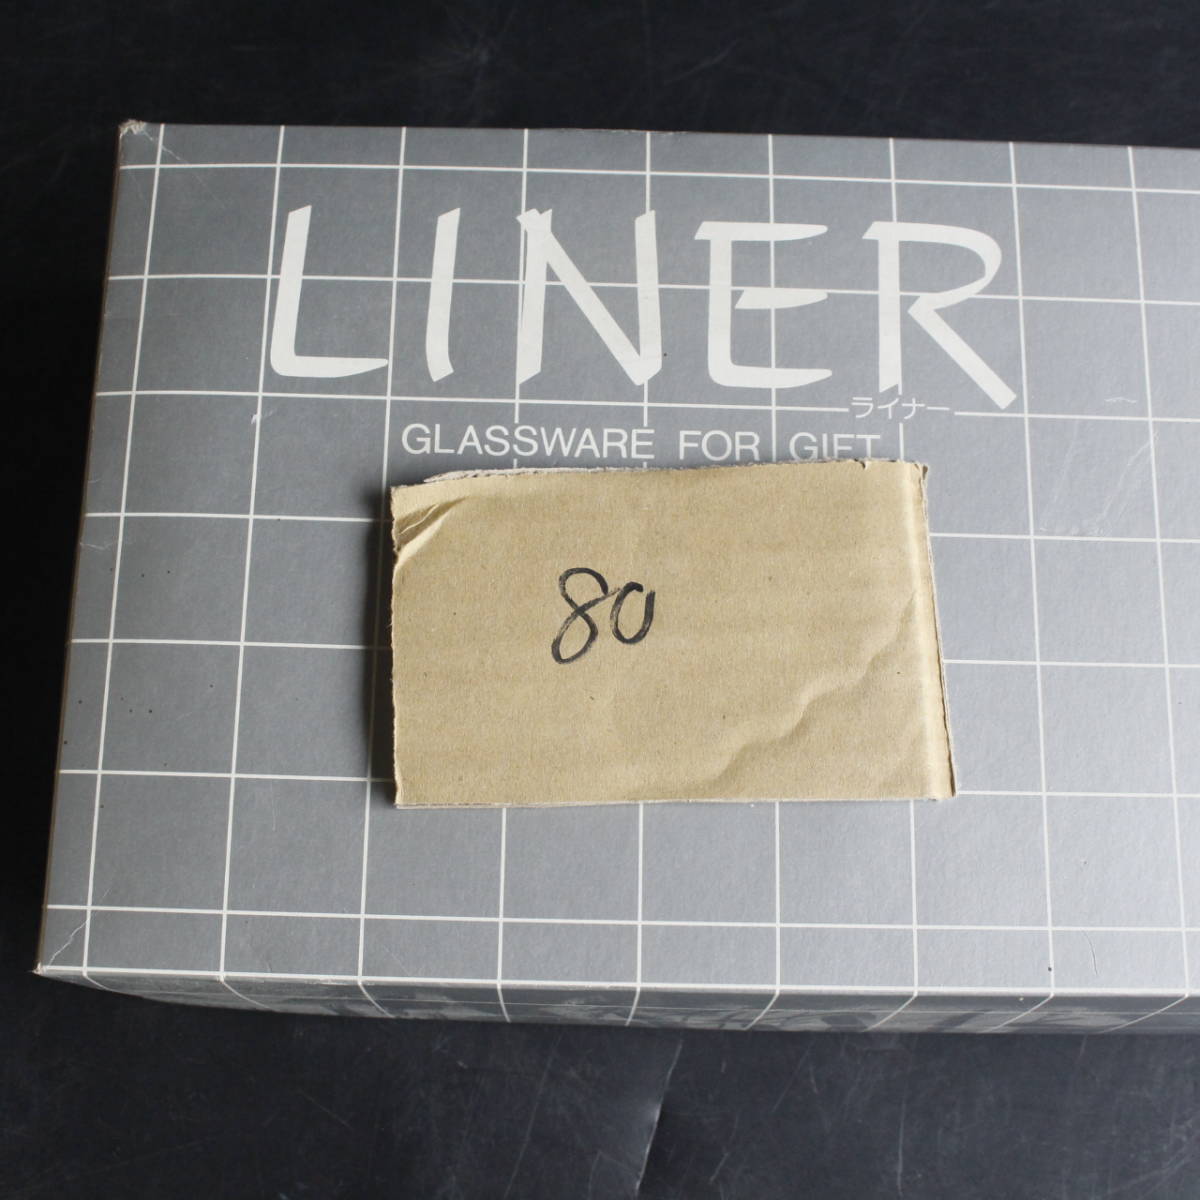 LINER
ライナー
GLASSWARE FOR GIFT
80